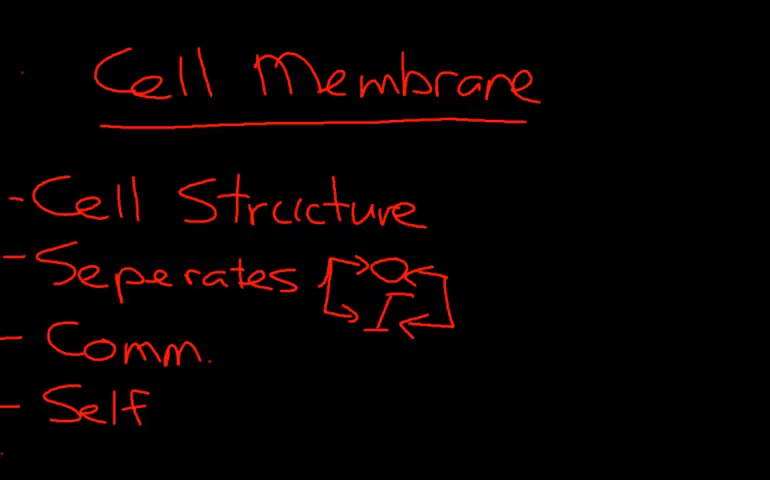 Cell Membrane
- Cell Structure
- Seperates O
I
- Comm.
- Self